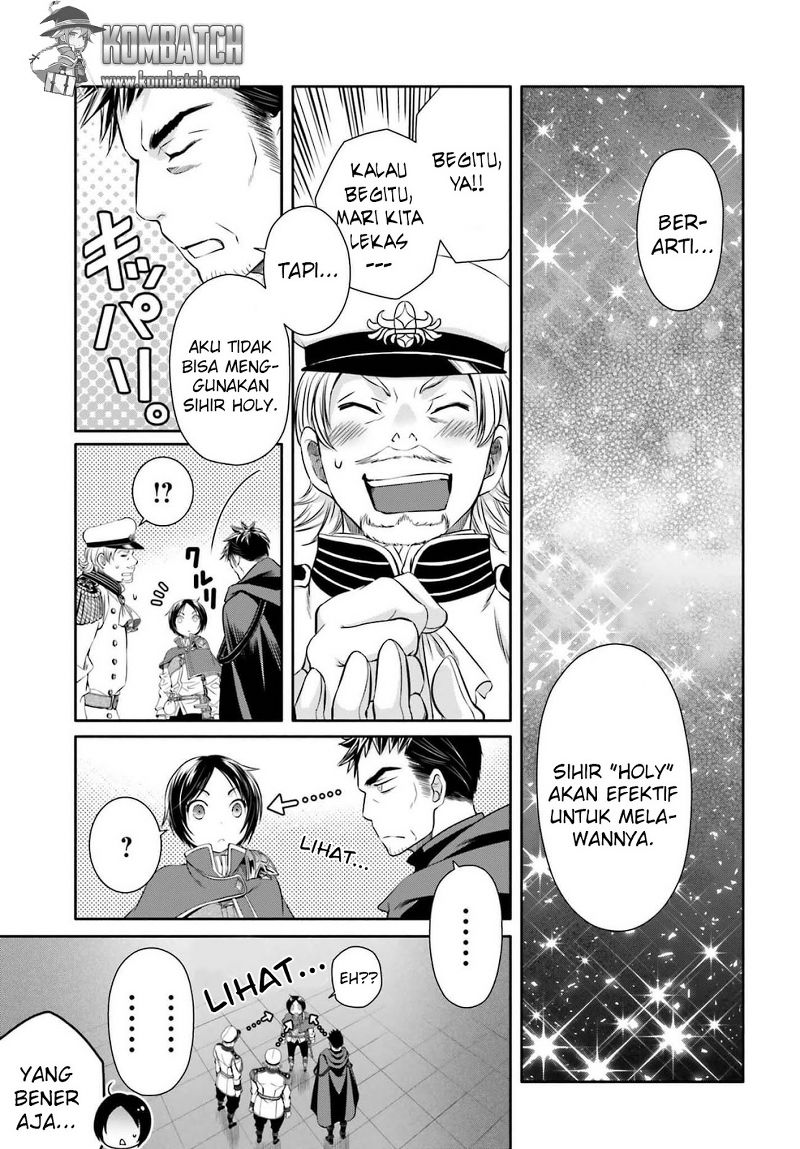 KOMBATCH
www.kombatch.com
BER-
ARTI...
SIHIR "HOLY"
AKAN EFEKTIF
UNTUK MELA-
WANNYA.
BEGITU,
YA!!
KALAU
BEGITU,
MARI KITA
LEKAS
---
TAPI...
AKU TIDAK
BISA MENG-
GUNAKAN
SIHIR HOLY.
キッパリ。
!?
クルリ
?
LIHAT...
......
EH??
LIHAT...
......
YANG
BENER
AJA...